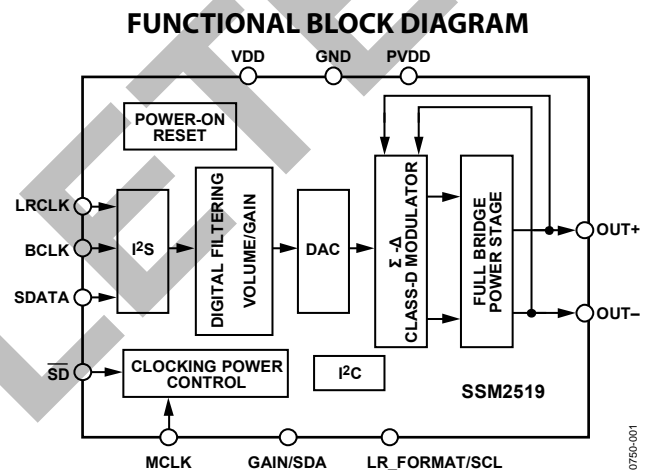 FUNCTIONAL BLOCK DIAGRAM
VDD
GND
PVDD
POWER-ON
RESET
LRCLK
BCLK
SDATA
I²S
DIGITAL FILTERING
VOLUME/GAIN
DAC
Σ-Δ
CLASS-D MODULATOR
FULL BRIDGE
POWER STAGE
OUT+
OUT–
SD
CLOCKING POWER
CONTROL
I²C
SSM2519
MCLK
GAIN/SDA
LR_FORMAT/SCL
0750-001